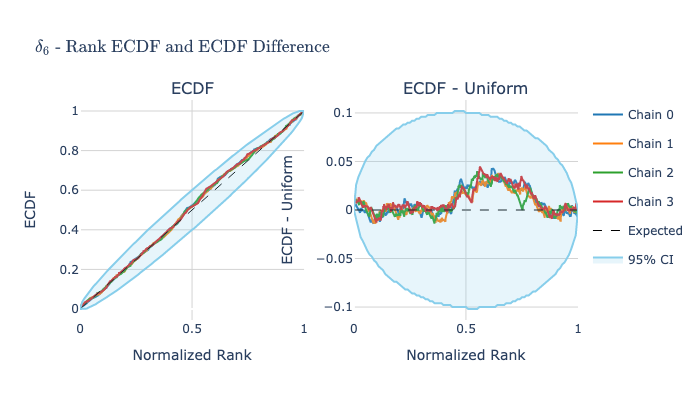 δ₆ - Rank ECDF and ECDF Difference
ECDF
ECDF - Uniform
1
0.8
0.6
0.4
0.2
0
ECDF
0
0.5
1
Normalized Rank
0.1
0.05
0
−0.05
−0.1
ECDF - Uniform
0
0.5
1
Normalized Rank
Chain 0
Chain 1
Chain 2
Chain 3
Expected
95% CI